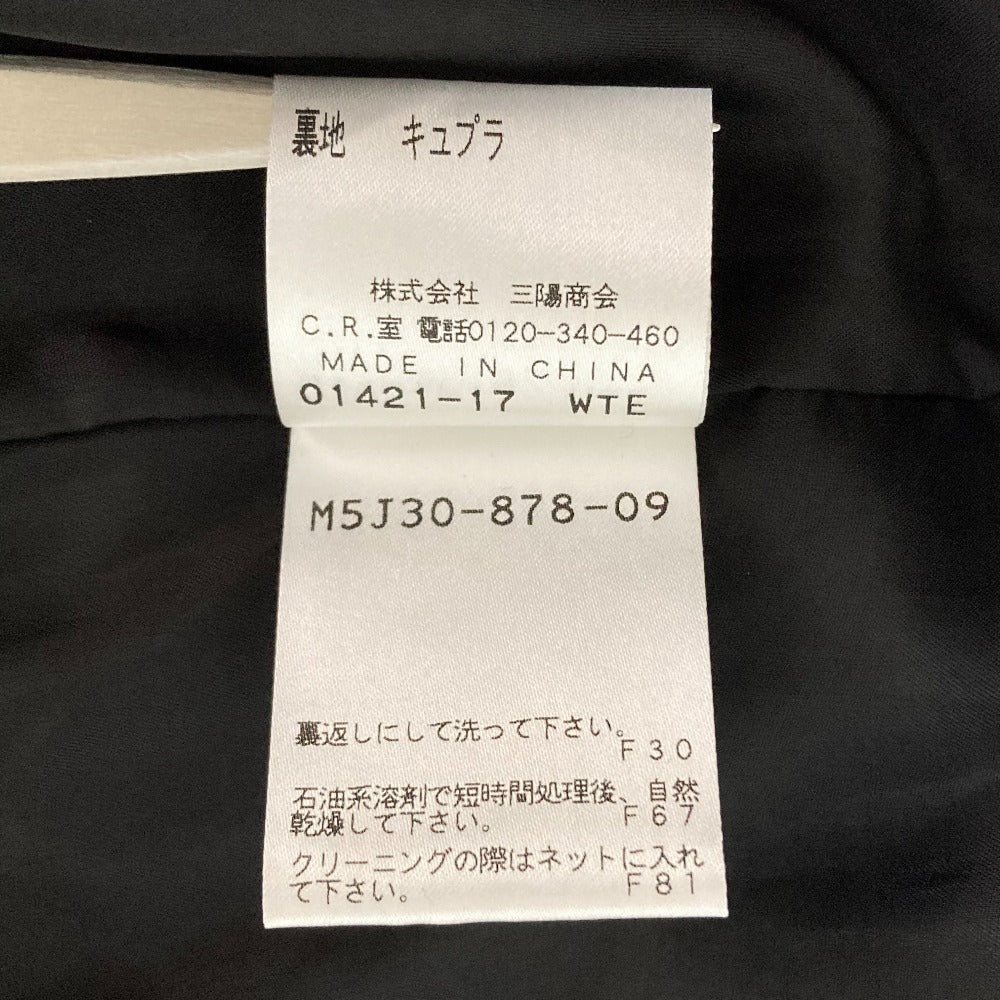 裏地 キュプラ
株式会社 三陽商会
C.R.室 電話0120-340-460
MADE IN CHINA
01421-17 WTE
M5J30-878-09
裏返しにして洗って下さい。
F30
石油系溶剤で短時間処理後、自然
乾燥して下さい。 F67
クリーニングの際はネットに入れ
て下さい。 F81